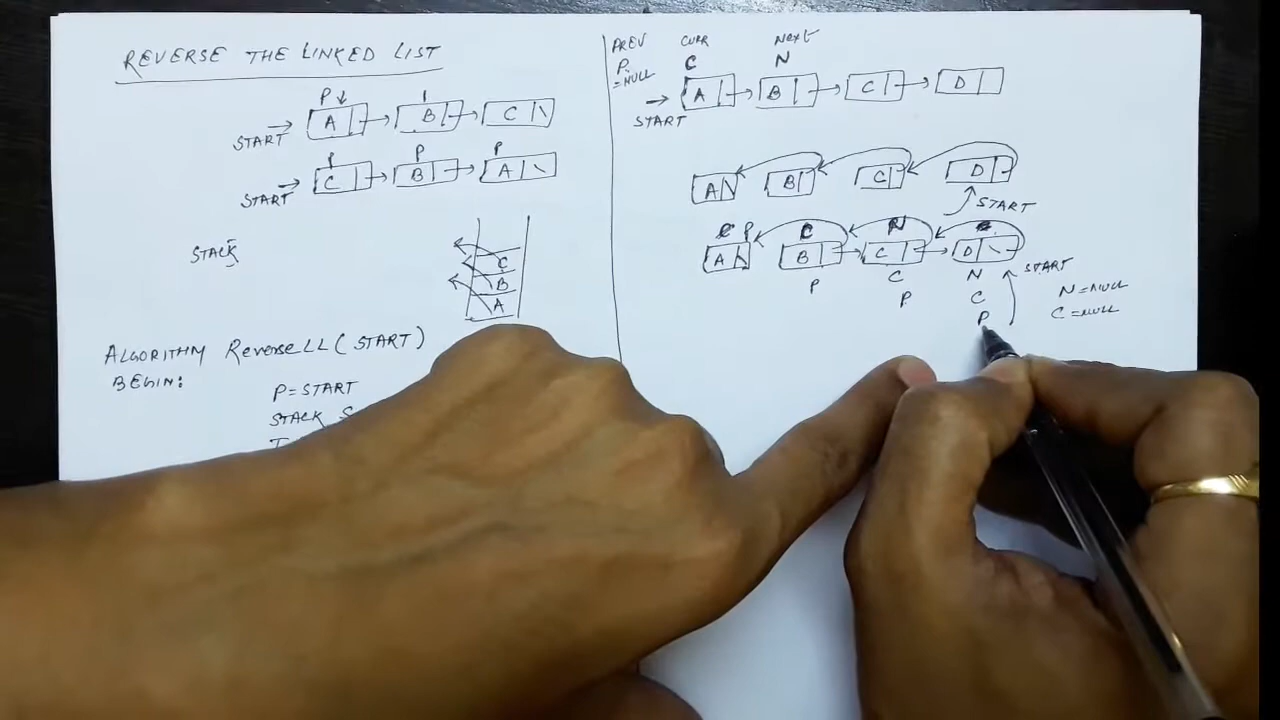 REVERSE THE LINKED LIST
P
START A B C
P P P
START C B A
STACK
C
B
A
ALGORITHM ReverseLL(START)
BEGIN:
P=START
STACK S
PREV CURR Next
P C N
=NULL
START A B C D
A B C D
START
C P C N
A B C D
P C N START
P C N=NULL
P C=NULL